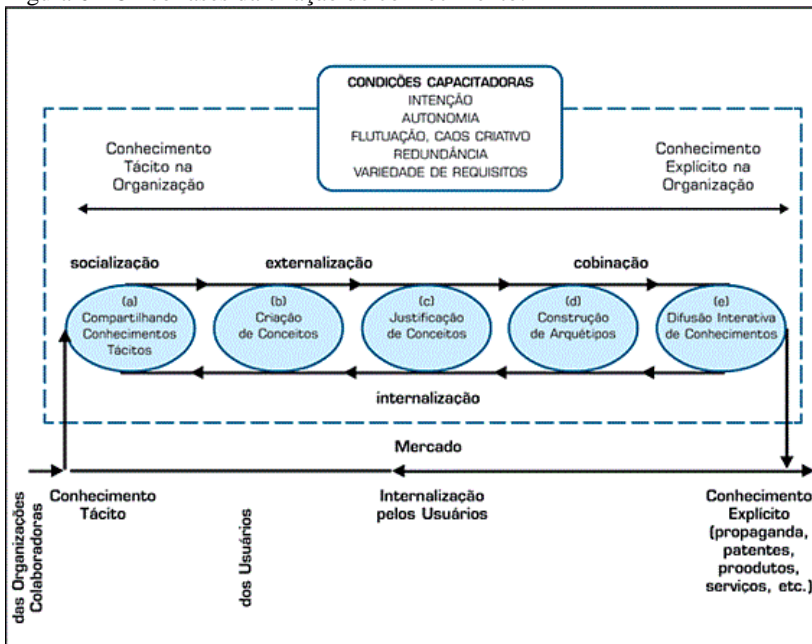 CONDIÇÕES CAPACITADORAS
INTENÇÃO
AUTONOMIA
FLUTUAÇÃO, CAOS CRIATIVO
REDUNDÂNCIA
VARIEDADE DE REQUISITOS
Conhecimento
Tácito na
Organização
Conhecimento
Explícito na
Organização
socialização
externalização
cobinação
(a)
Compartilhando
Conhecimentos
Tácitos
(b)
Criação
de Conceitos
(c)
Justificação
de Conceitos
(d)
Construção
de Arquétipos
(e)
Difusão Interativa
de Conhecimentos
internalização
Mercado
Conhecimento
Tácito
Internalização
pelos Usuários
Conhecimento
Explícito
(propaganda,
patentes,
proodutos,
serviços, etc.)
das Organizações
Colaboradoras
dos Usuários